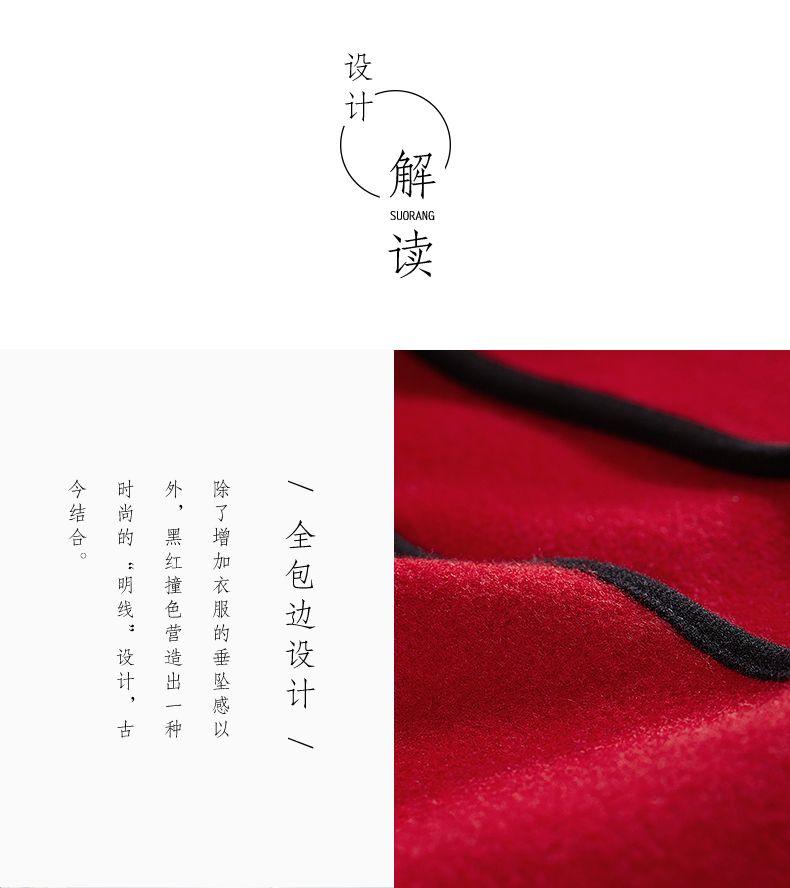 设计
解
SUORANG
读
/ 全包边设计 /
除了增加衣服的垂坠感以
外，黑红撞色营造出一种
时尚的“明线”设计，古
今结合。